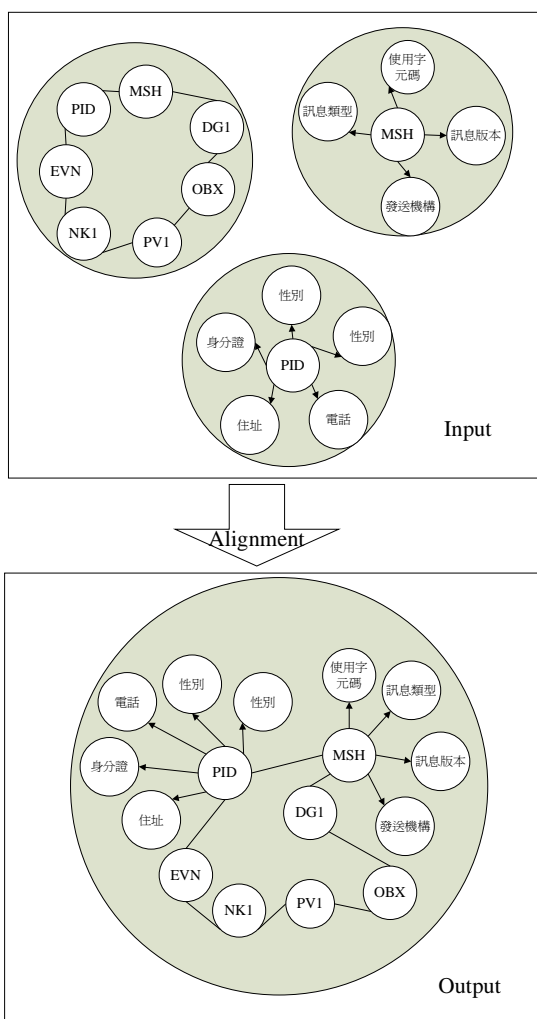 MSH
PID
DG1
EVN
OBX
NK1
PV1
使用字
元碼
訊息類型
MSH
訊息版本
發送機構
性別
身分證
性別
PID
住址
電話
Input
Alignment
使用字
元碼
訊息類型
電話
性別
性別
MSH
訊息版本
身分證
PID
住址
DG1
發送機構
EVN
OBX
NK1
PV1
Output